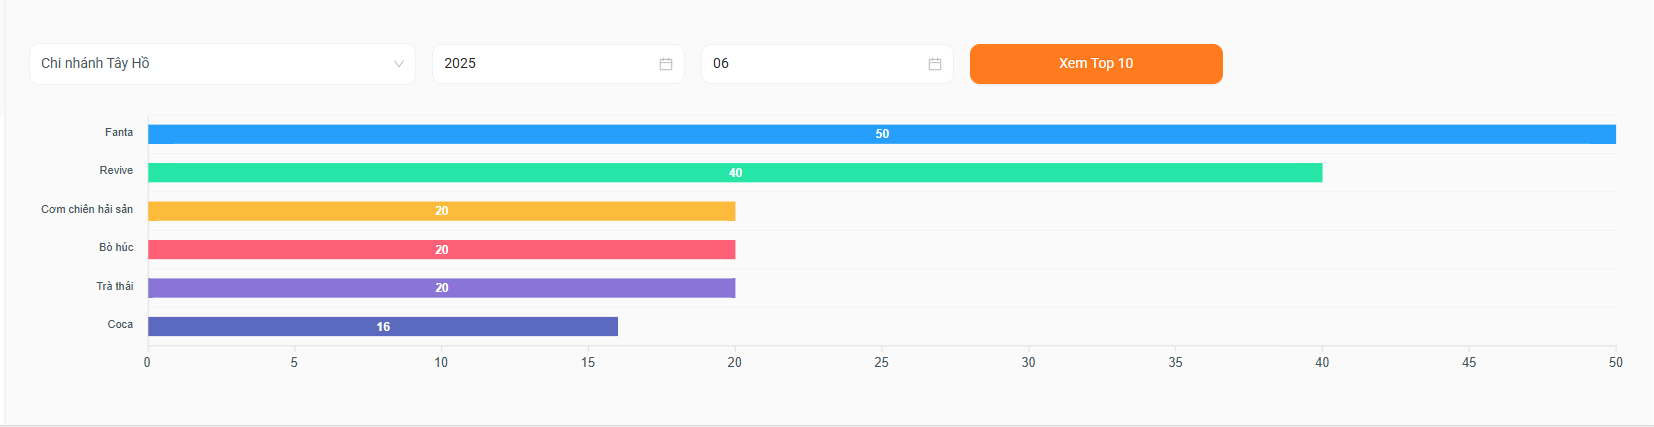 Chi nhánh Tây Hồ 2025 06 Xem Top 10
Fanta 50
Revive 40
Cơm chiên hải sản 20
Bò húc 20
Trà thái 20
Coca 16
0 5 10 15 20 25 30 35 40 45 50